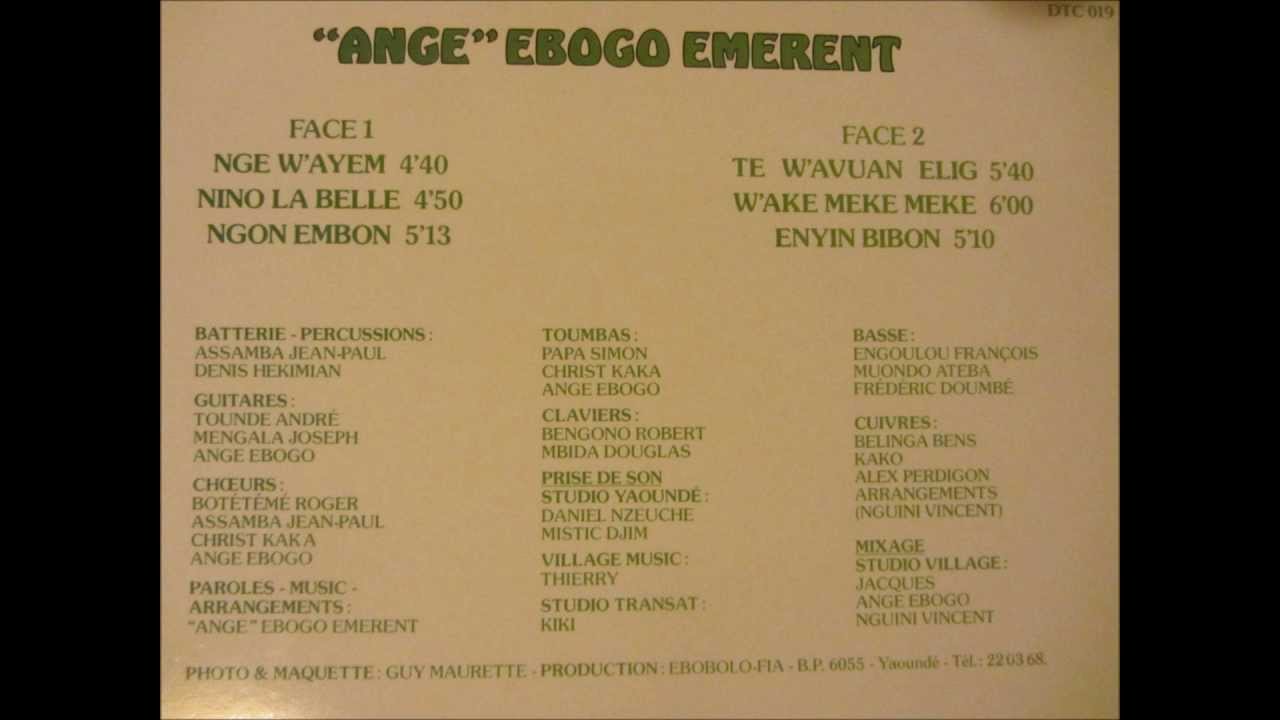 DTC 019
“ANGE” EBOGO EMERENT
FACE 1
NGE W’AYEM 4’40
NINO LA BELLE 4’50
NGON EMBON 5’13
FACE 2
TE W’AVUAN ELIG 5’40
W’AKE MEKE MEKE 6’00
ENYIN BIBON 5’10
BATTERIE - PERCUSSIONS :
ASSAMBA JEAN-PAUL
DENIS HEKIMIAN
GUITARES :
TOUNDE ANDRÉ
MENGALA JOSEPH
ANGE EBOGO
CHŒURS :
BOTÉTÉMÉ ROGER
ASSAMBA JEAN-PAUL
CHRIST KAKA
ANGE EBOGO
PAROLES - MUSIC -
ARRANGEMENTS :
“ANGE” EBOGO EMERENT
TOUMBAS :
PAPA SIMON
CHRIST KAKA
ANGE EBOGO
CLAVIERS :
BENGONO ROBERT
MBIDA DOUGLAS
PRISE DE SON
STUDIO YAOUNDÉ :
DANIEL NZEUCHE
MISTIC DJIM
VILLAGE MUSIC :
THIERRY
STUDIO TRANSAT :
KIKI
BASSE :
ENGOULOU FRANÇOIS
MUONDO ATEBA
FRÉDÉRIC DOUMBÉ
CUIVRES :
BELINGA BENS
KAKO
ALEX PERDIGON
ARRANGEMENTS
(NGUINI VINCENT)
MIXAGE
STUDIO VILLAGE :
JACQUES
ANGE EBOGO
NGUINI VINCENT
PHOTO & MAQUETTE : GUY MAURETTE - PRODUCTION : EBOBOLO-FIA - B.P. 6055 - Yaoundé - Tél. : 22 03 68.